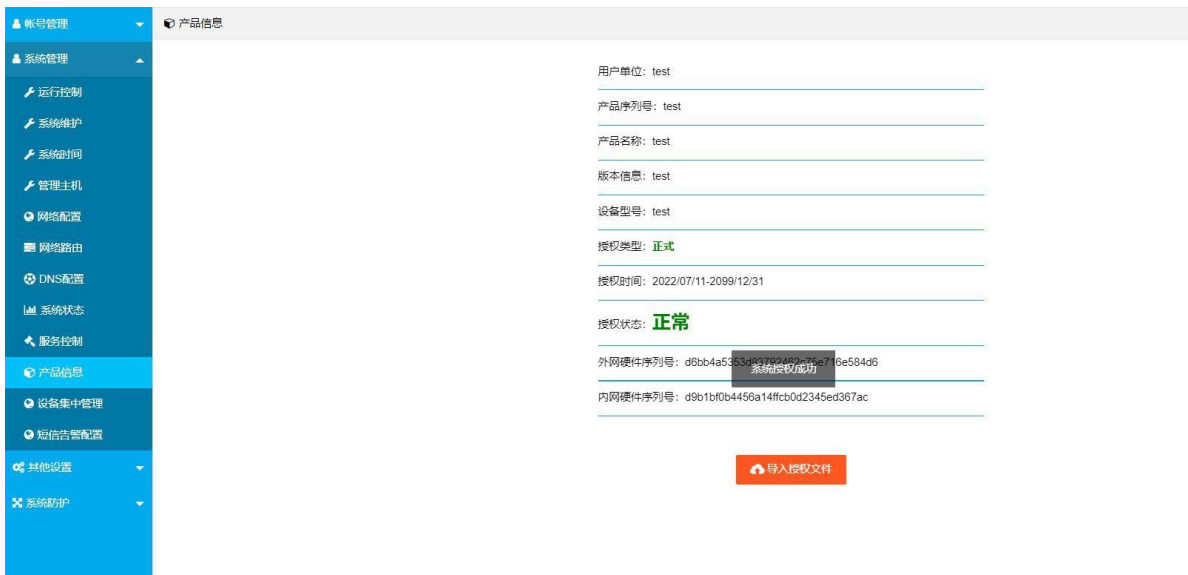 帐号管理
产品信息
系统管理
运行控制
系统维护
系统时间
管理主机
网络配置
网络路由
DNS配置
系统状态
服务控制
产品信息
设备集中管理
短信告警配置
其他设置
系统防护
用户单位：test
产品序列号：test
产品名称：test
版本信息：test
设备型号：test
授权类型：正式
授权时间：2022/07/11-2099/12/31
授权状态：正常
外网硬件序列号：d6bb4a5353d83792462c75e716e584d6
系统授权成功
内网硬件序列号：d9b1bf0b4456a14ffcb0d2345ed367ac
导入授权文件